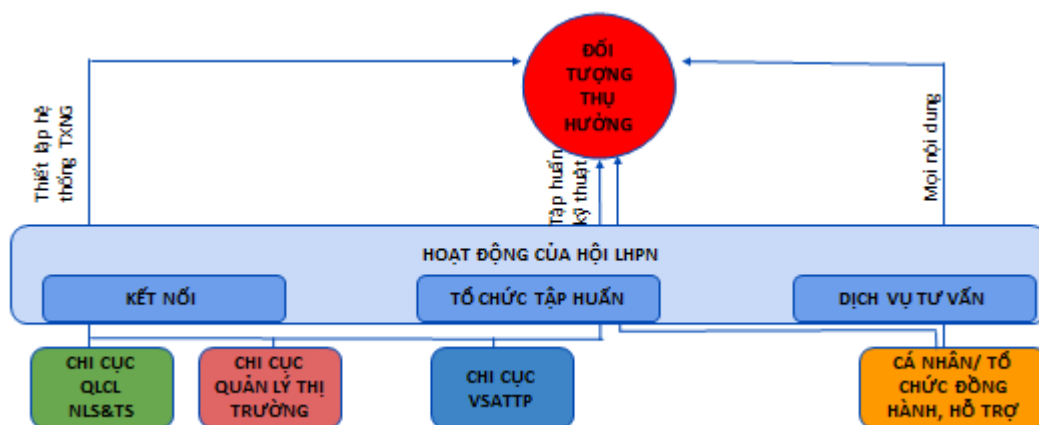 ĐỐI
TƯỢNG
THỤ
HƯỞNG
Thiết lập hệ
thống TXNG
Tập huấn
kỹ thuật
Mọi nội dung
HOẠT ĐỘNG CỦA HỘI LHPN
KẾT NỐI
TỔ CHỨC TẬP HUẤN
DỊCH VỤ TƯ VẤN
CHI CỤC
QLCL
NLS&TS
CHI CỤC
QUẢN LÝ THỊ
TRƯỜNG
CHI CỤC
VSATTP
CÁ NHÂN/ TỔ
CHỨC ĐỒNG
HÀNH, HỖ TRỢ